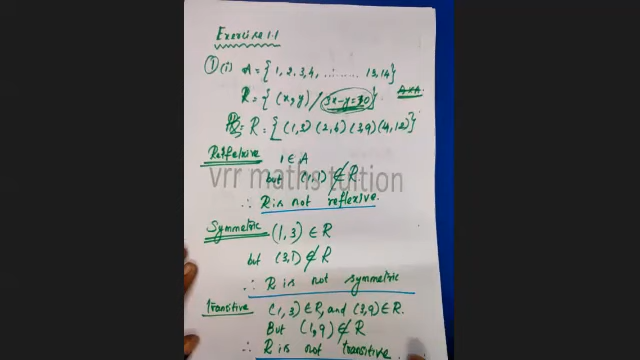 Exercise 1.1
① (i) A = { 1, 2, 3, 4, ......... 13, 14 }
R = { (x, y) / 3x-y=0 } A×A
R = { (1,3) (2,6) (3,9) (4,12) }
Reflexive 1 ∈ A
but (1,1) ∉ R
vrr maths tuition
∴ R is not reflexive.
Symmetric (1, 3) ∈ R
but (3,1) ∉ R
∴ R is not symmetric
Transitive (1, 3) ∈ R, and (3, 9) ∈ R.
But (1, 9) ∉ R
∴ R is not transitive.